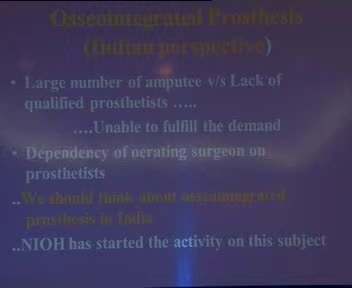 Osseointegrated Prosthesis
(Indian perspective)
• Large number of amputee v/s Lack of
qualified prosthetists .....
....Unable to fulfill the demand
• Dependency of oerating surgeon on
prosthetists
..We should think about osseointegrated
prosthesis in India
..NIOH has started the activity on this subject